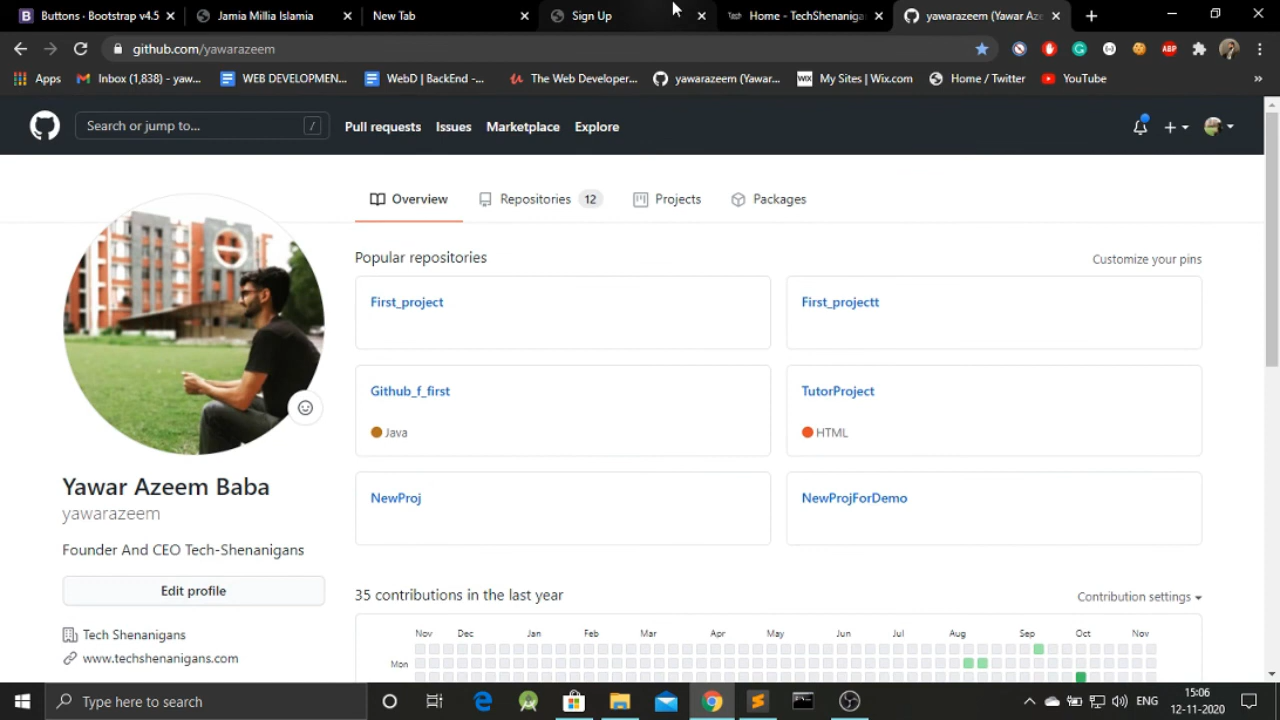 B Buttons · Bootstrap v4.5
Jamia Millia Islamia
New Tab
Sign Up
Home - TechShenaniga
yawarazeem (Yawar Aze
github.com/yawarazeem
ABP
Apps
Inbox (1,838) - yaw...
WEB DEVELOPMEN...
WebD | BackEnd -...
The Web Developer...
yawarazeem (Yawar...
WIX My Sites | Wix.com
Home / Twitter
YouTube
»
Search or jump to... /
Pull requests
Issues
Marketplace
Explore
Overview
Repositories 12
Projects
Packages
Popular repositories
Customize your pins
First_project
First_projectt
Github_f_first
Java
TutorProject
HTML
NewProj
NewProjForDemo
Yawar Azeem Baba
yawarazeem
Founder And CEO Tech-Shenanigans
Edit profile
Tech Shenanigans
www.techshenanigans.com
35 contributions in the last year
Contribution settings
Nov Dec Jan Feb Mar Apr May Jun Jul Aug Sep Oct Nov
Mon
Type here to search
ENG
15:06
12-11-2020